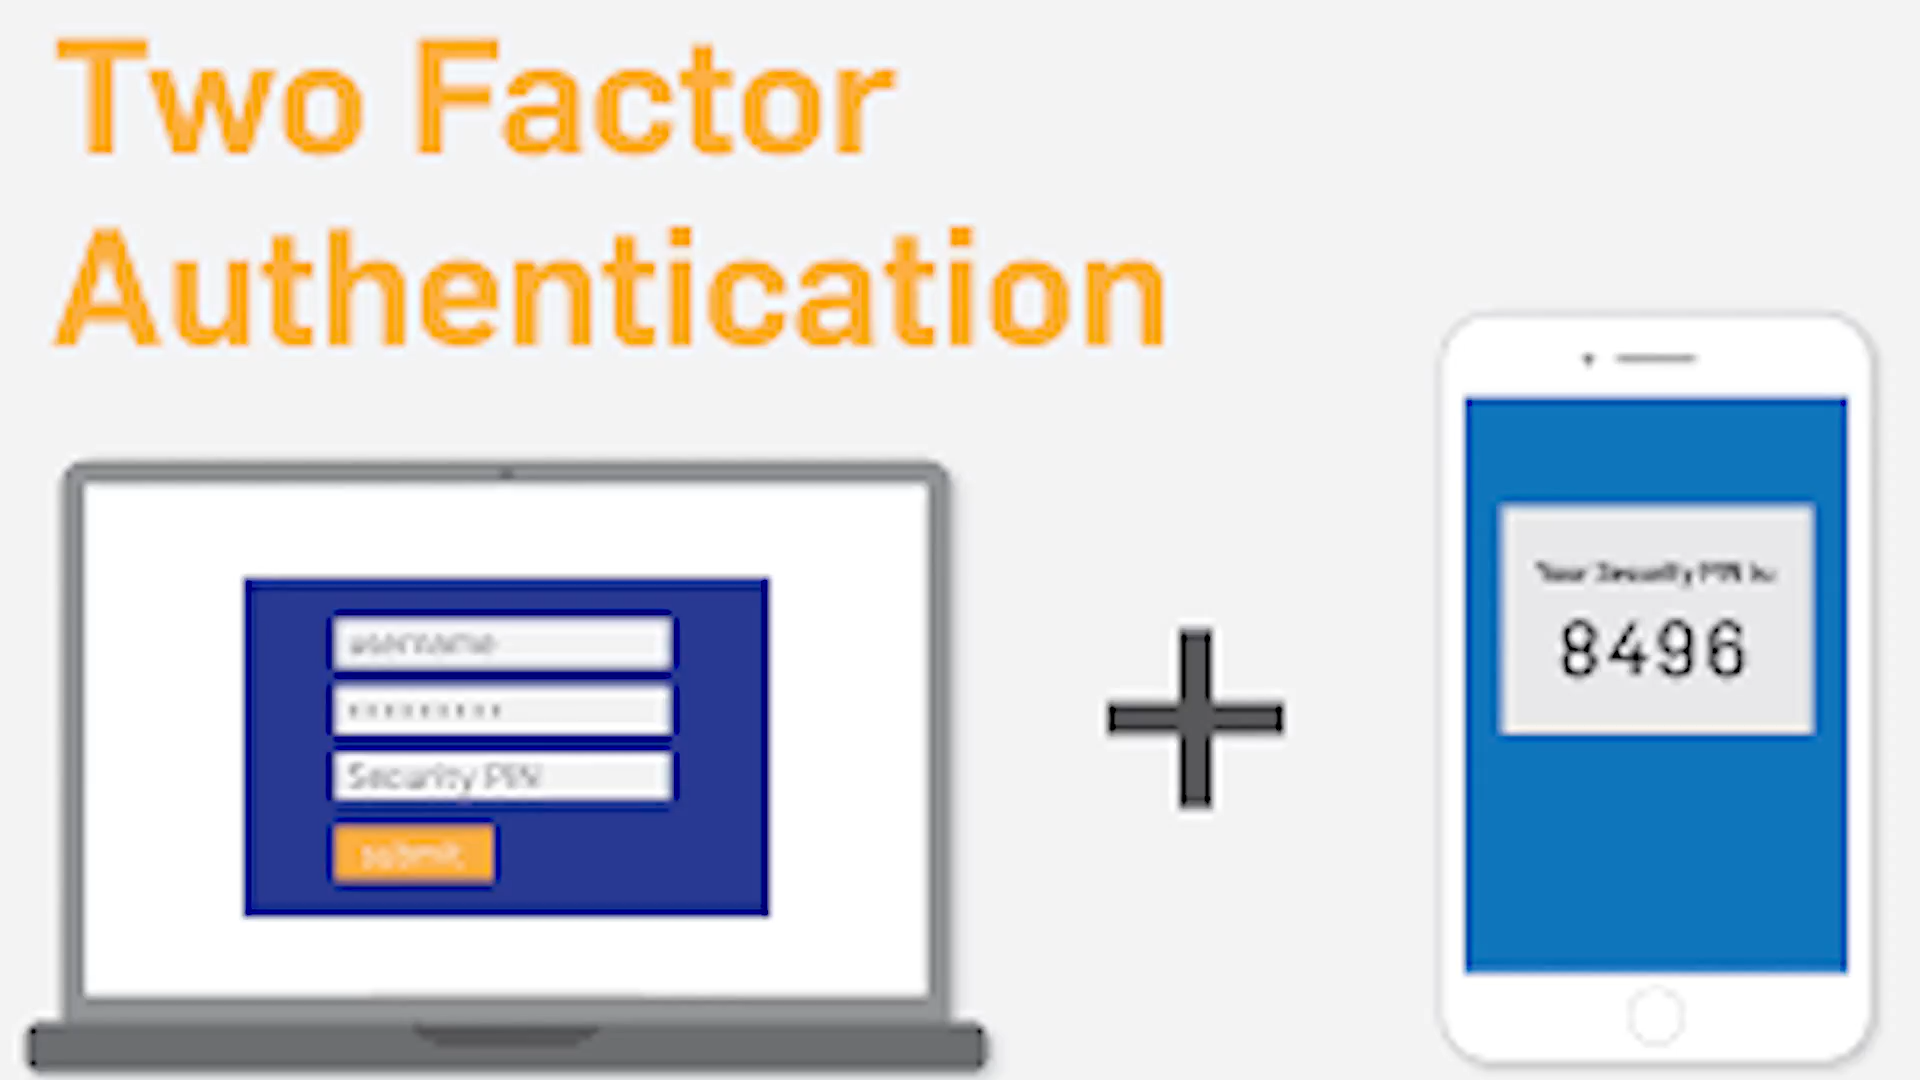 Two Factor
Authentication
username
Security PIN
submit
Your Security PIN is:
8496